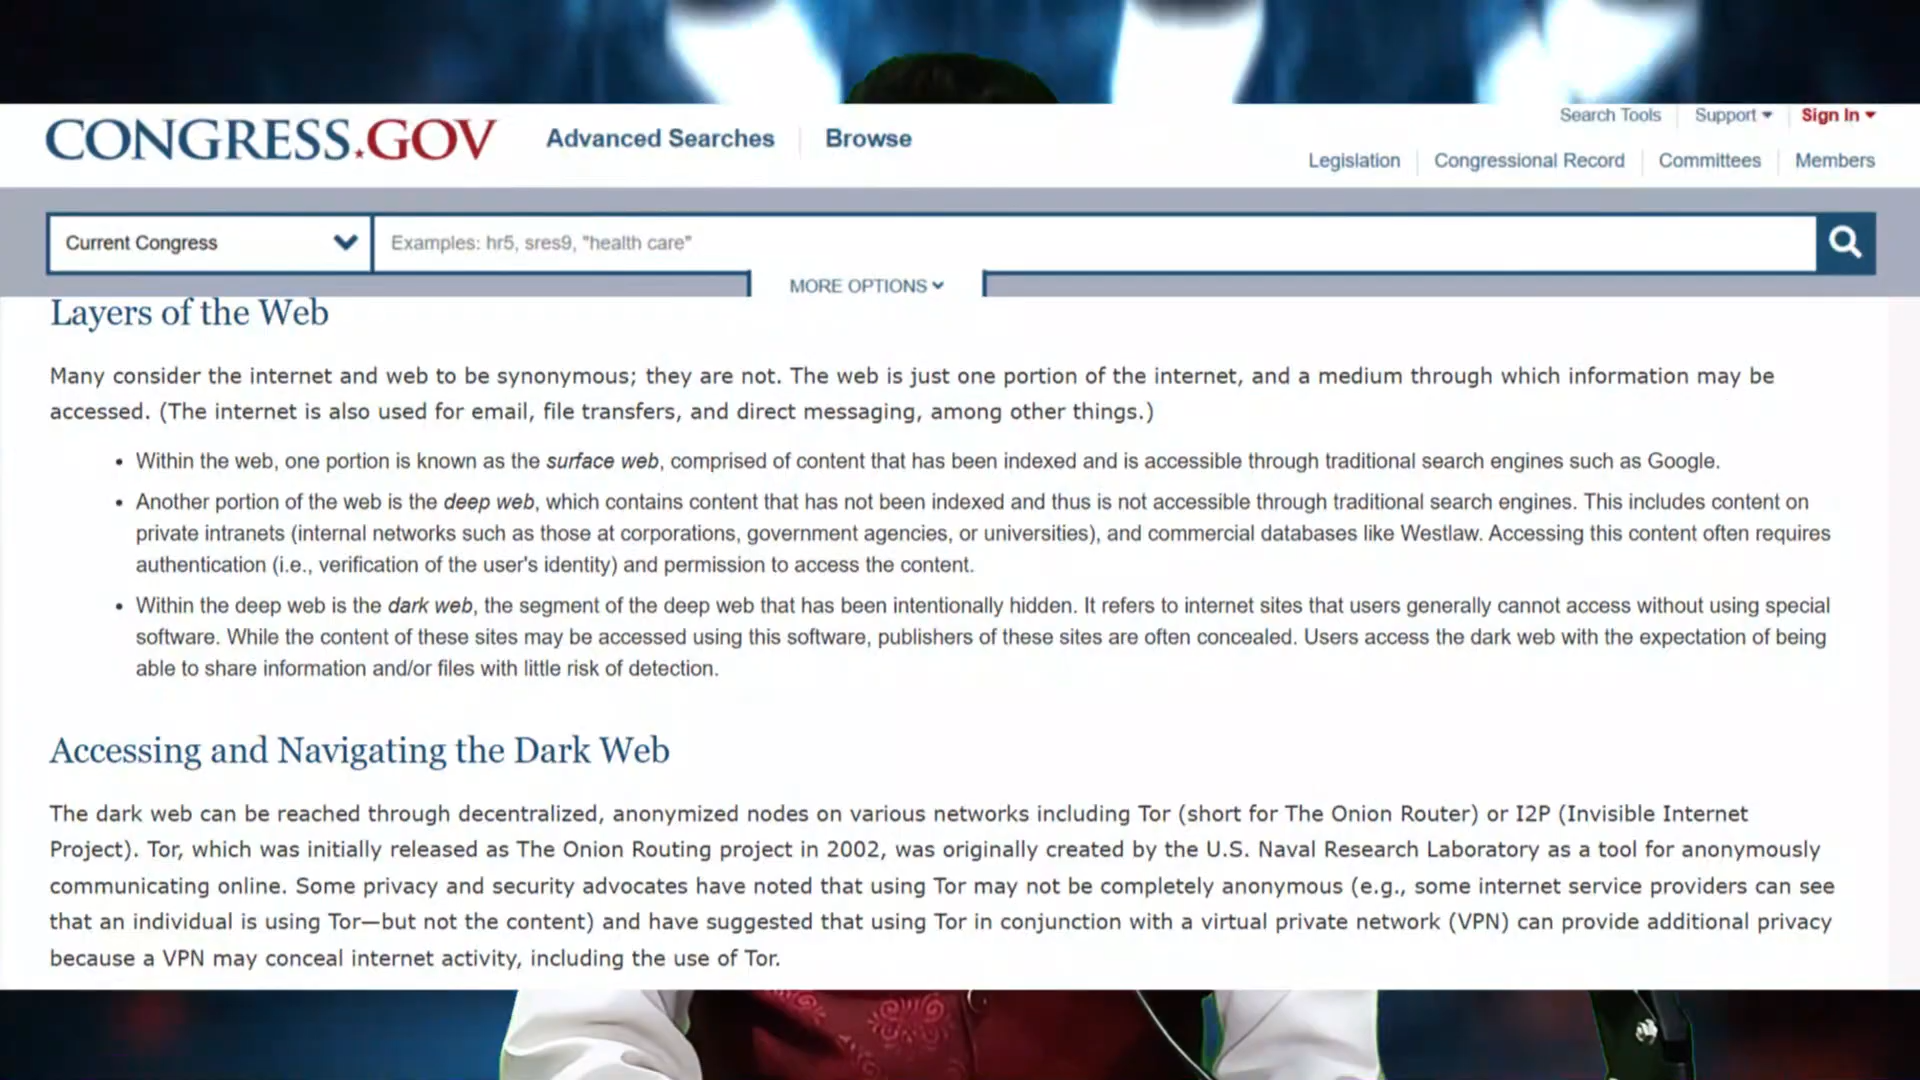 CONGRESS.GOV
Advanced Searches
Browse
Search Tools
Support
Sign In
Legislation
Congressional Record
Committees
Members
Current Congress
Examples: hr5, sres9, "health care"
MORE OPTIONS
Layers of the Web
Many consider the internet and web to be synonymous; they are not. The web is just one portion of the internet, and a medium through which information may be
accessed. (The internet is also used for email, file transfers, and direct messaging, among other things.)
• Within the web, one portion is known as the surface web, comprised of content that has been indexed and is accessible through traditional search engines such as Google.
• Another portion of the web is the deep web, which contains content that has not been indexed and thus is not accessible through traditional search engines. This includes content on
private intranets (internal networks such as those at corporations, government agencies, or universities), and commercial databases like Westlaw. Accessing this content often requires
authentication (i.e., verification of the user's identity) and permission to access the content.
• Within the deep web is the dark web, the segment of the deep web that has been intentionally hidden. It refers to internet sites that users generally cannot access without using special
software. While the content of these sites may be accessed using this software, publishers of these sites are often concealed. Users access the dark web with the expectation of being
able to share information and/or files with little risk of detection.
Accessing and Navigating the Dark Web
The dark web can be reached through decentralized, anonymized nodes on various networks including Tor (short for The Onion Router) or I2P (Invisible Internet
Project). Tor, which was initially released as The Onion Routing project in 2002, was originally created by the U.S. Naval Research Laboratory as a tool for anonymously
communicating online. Some privacy and security advocates have noted that using Tor may not be completely anonymous (e.g., some internet service providers can see
that an individual is using Tor—but not the content) and have suggested that using Tor in conjunction with a virtual private network (VPN) can provide additional privacy
because a VPN may conceal internet activity, including the use of Tor.